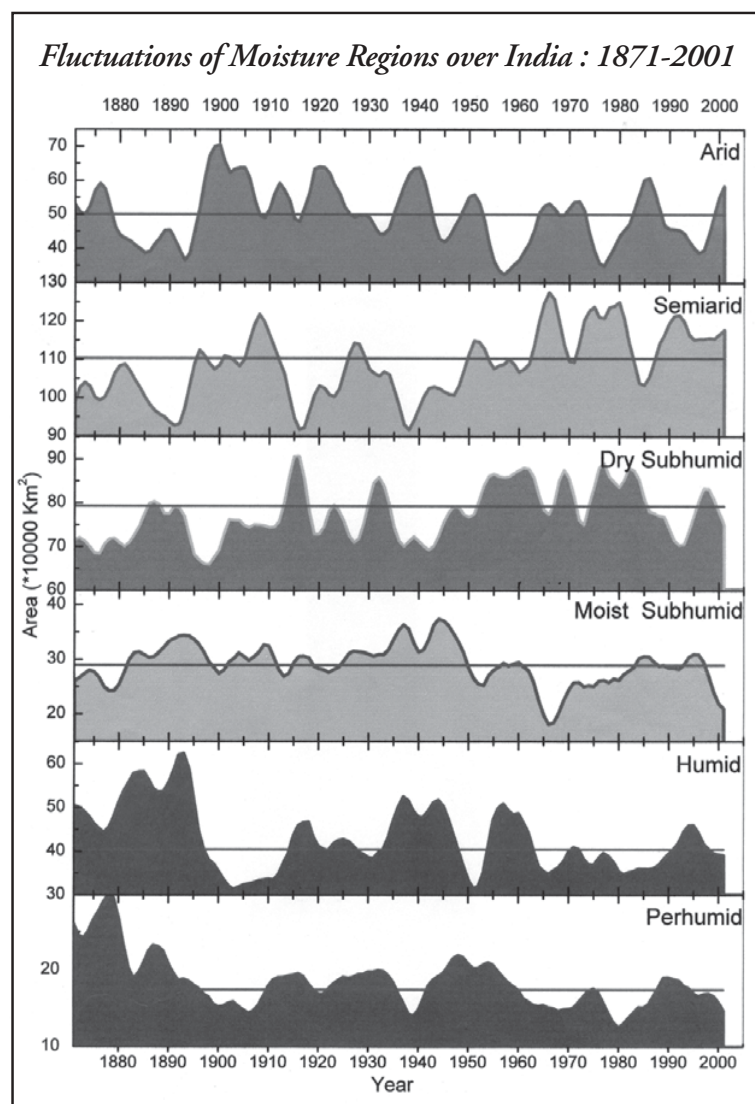 Fluctuations of Moisture Regions over India : 1871-2001
1880 1890 1900 1910 1920 1930 1940 1950 1960 1970 1980 1990 2000
Arid
70
60
50
40
130
Semiarid
120
110
100
90
Dry Subhumid
90
80
70
60
Moist Subhumid
40
30
20
Humid
60
50
40
30
Perhumid
20
10
Area (*10000 Km²)
1880 1890 1900 1910 1920 1930 1940 1950 1960 1970 1980 1990 2000
Year